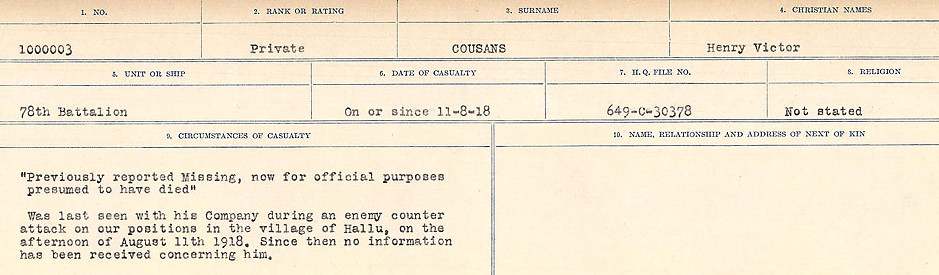 1. NO. 2. RANK OR RATING 3. SURNAME 4. CHRISTIAN NAMES
1000003 Private COUSANS Henry Victor
5. UNIT OR SHIP 6. DATE OF CASUALTY 7. H.Q. FILE NO. 8. RELIGION
78th Battalion On or since 11-8-18 649-C-30378 Not stated
9. CIRCUMSTANCES OF CASUALTY 10. NAME, RELATIONSHIP AND ADDRESS OF NEXT OF KIN
"Previously reported Missing, now for official purposes
presumed to have died"
Was last seen with his Company during an enemy counter
attack on our positions in the village of Hallu, on the
afternoon of August 11th 1918. Since then no information
has been received concerning him.